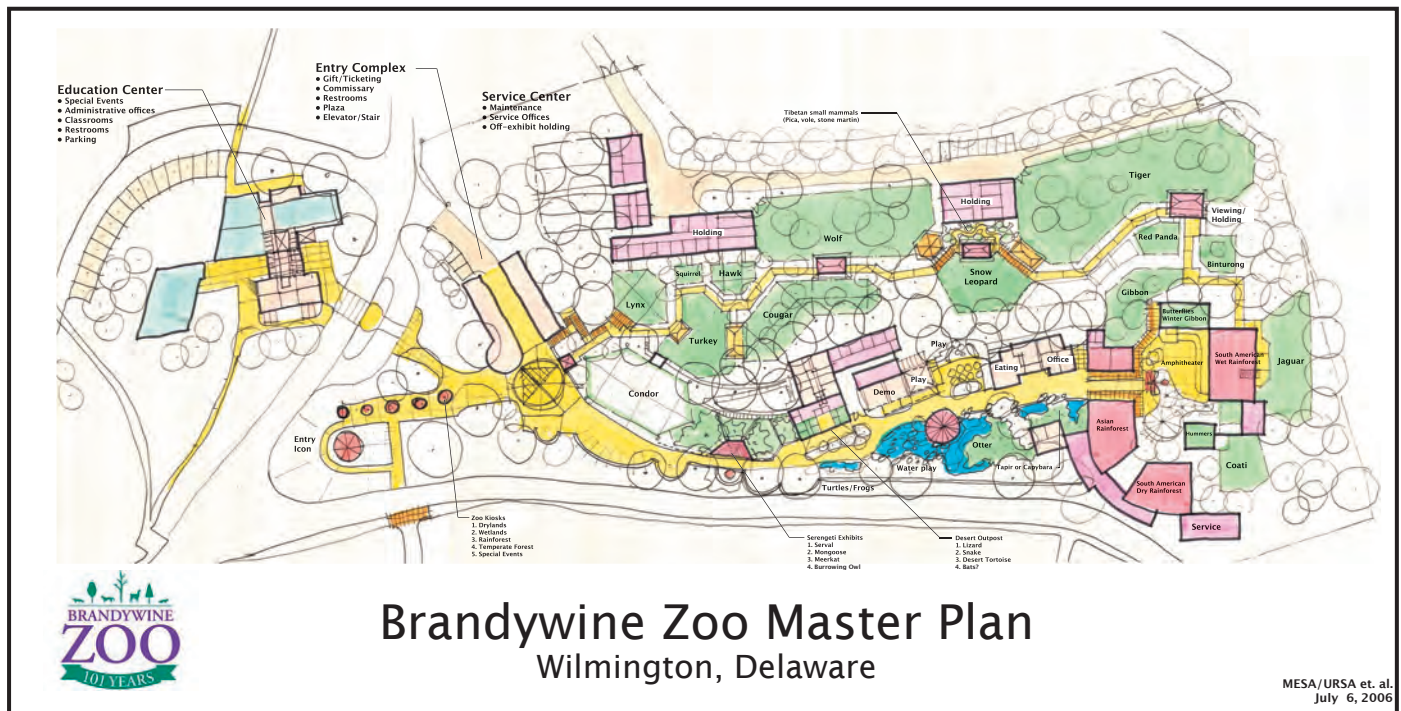 Education Center
• Special Events
• Administrative offices
• Classrooms
• Restrooms
• Parking
Entry Complex
• Gift/Ticketing
• Commissary
• Restrooms
• Plaza
• Elevator/Stair
Service Center
• Maintenance
• Service Offices
• Off-exhibit holding
Tibetan small mammals
(Pica, vole, stone martin)
Tiger
Holding
Viewing/
Holding
Holding
Wolf
Red Panda
Binturong
Squirrel
Hawk
Snow
Leopard
Gibbon
Lynx
Cougar
Butterflies
Winter Gibbon
Turkey
Play
Office
Eating
Amphitheater
South American
Wet Rainforest
Jaguar
Play
Demo
Condor
Asian
Rainforest
Entry
Icon
Otter
Hummers
Water play
Tapir or Capybara
Coati
Turtles/Frogs
South American
Dry Rainforest
Service
Zoo Kiosks
1. Drylands
2. Wetlands
3. Rainforest
4. Temperate Forest
5. Special Events
Serengeti Exhibits
1. Serval
2. Mongoose
3. Meerkat
4. Burrowing Owl
Desert Outpost
1. Lizard
2. Snake
3. Desert Tortoise
4. Bats?
BRANDYWINE
ZOO
101 YEARS
Brandywine Zoo Master Plan
Wilmington, Delaware
MESA/URSA et. al.
July 6, 2006